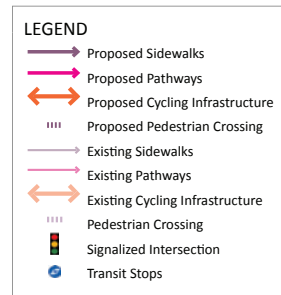 LEGEND
Proposed Sidewalks
Proposed Pathways
Proposed Cycling Infrastructure
Proposed Pedestrian Crossing
Existing Sidewalks
Existing Pathways
Existing Cycling Infrastructure
Pedestrian Crossing
Signalized Intersection
Transit Stops